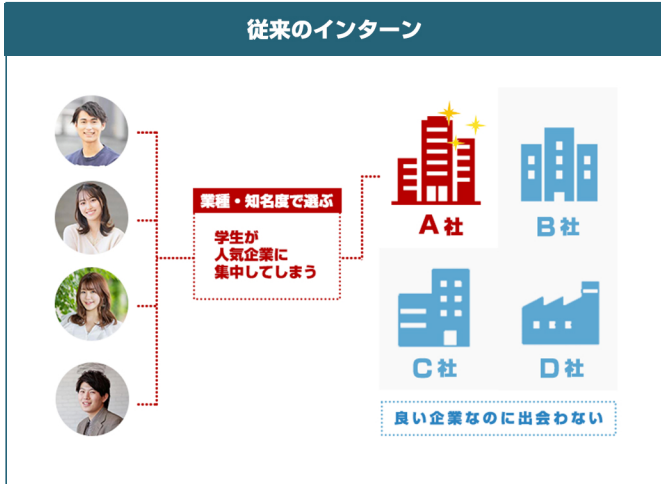 従来のインターン
業種・知名度で選ぶ
学生が
人気企業に
集中してしまう
A社
B社
C社
D社
良い企業なのに出会わない